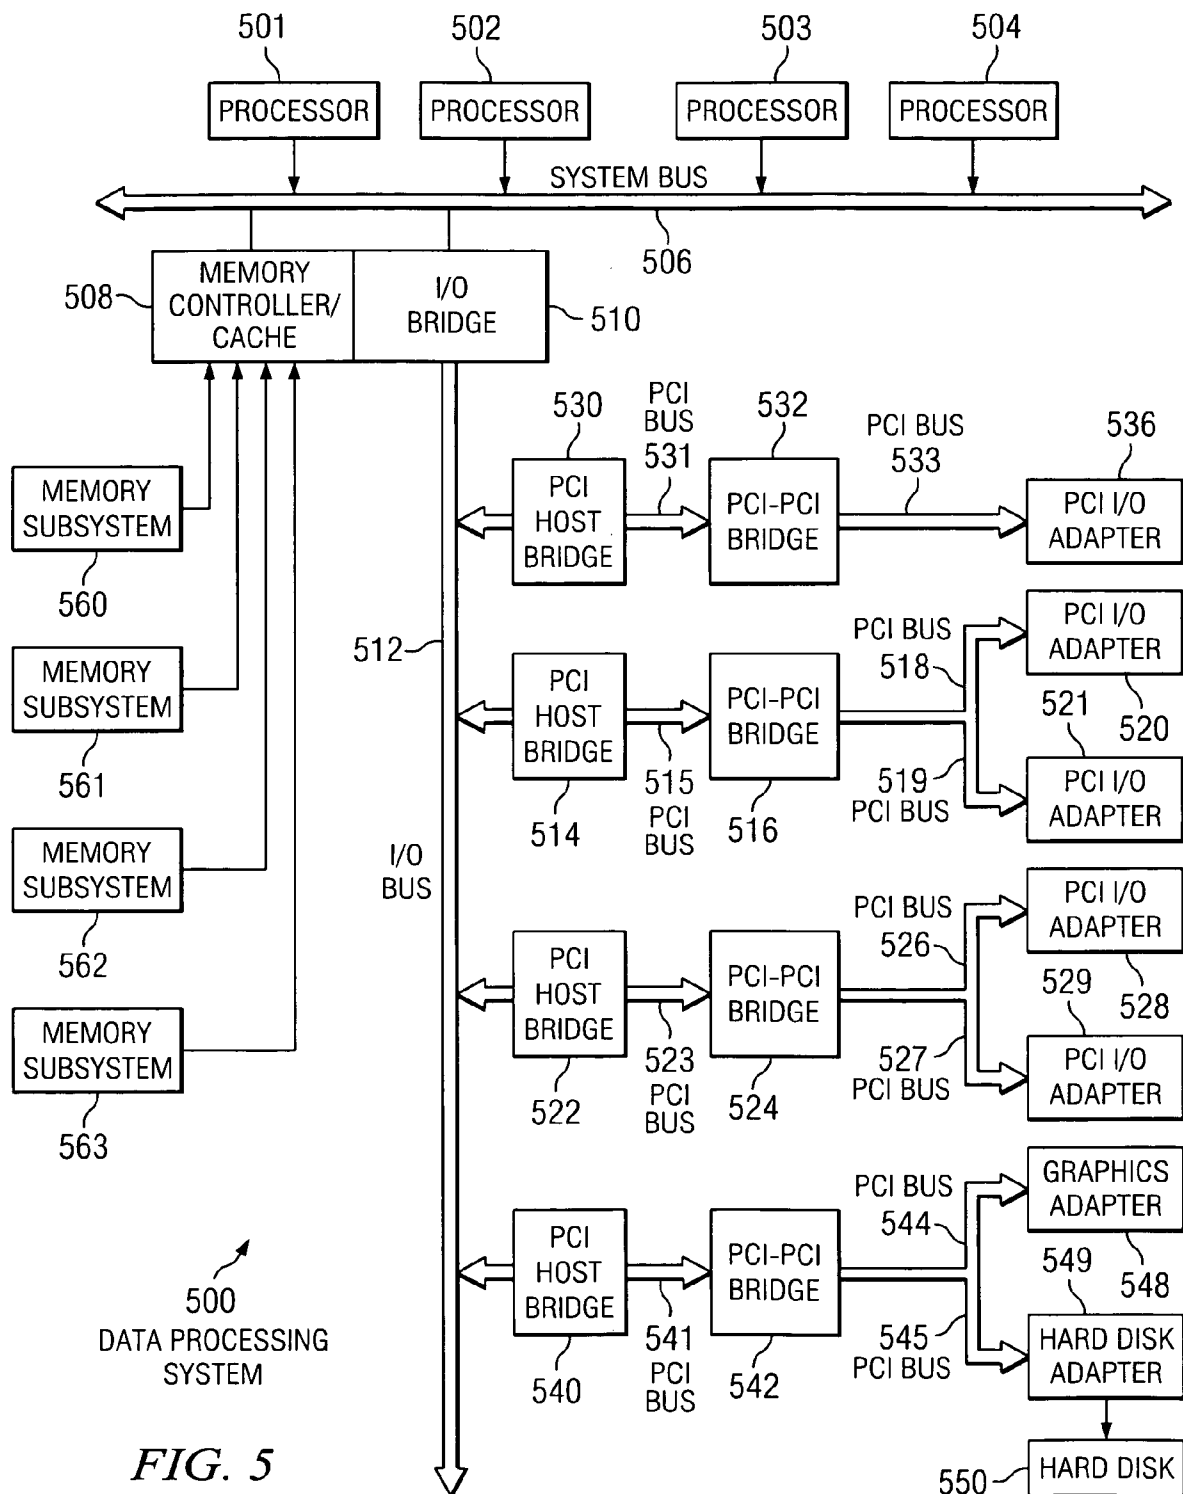 501
502
503
504
PROCESSOR
PROCESSOR
PROCESSOR
PROCESSOR
SYSTEM BUS
506
508
MEMORY
CONTROLLER/
CACHE
I/O
BRIDGE
510
530
PCI
BUS
531
532
PCI BUS
533
536
MEMORY
SUBSYSTEM
560
PCI
HOST
BRIDGE
PCI-PCI
BRIDGE
PCI I/O
ADAPTER
512
MEMORY
SUBSYSTEM
561
PCI
HOST
BRIDGE
514
515
PCI
BUS
PCI-PCI
BRIDGE
516
PCI BUS
518
PCI I/O
ADAPTER
520
521
519
PCI BUS
PCI I/O
ADAPTER
MEMORY
SUBSYSTEM
562
I/O
BUS
PCI
HOST
BRIDGE
522
523
PCI
BUS
PCI-PCI
BRIDGE
524
PCI BUS
526
PCI I/O
ADAPTER
528
529
527
PCI BUS
PCI I/O
ADAPTER
MEMORY
SUBSYSTEM
563
PCI
HOST
BRIDGE
540
541
PCI
BUS
PCI-PCI
BRIDGE
542
PCI BUS
544
GRAPHICS
ADAPTER
548
549
545
PCI BUS
HARD DISK
ADAPTER
550
HARD DISK
500
DATA PROCESSING
SYSTEM
FIG. 5